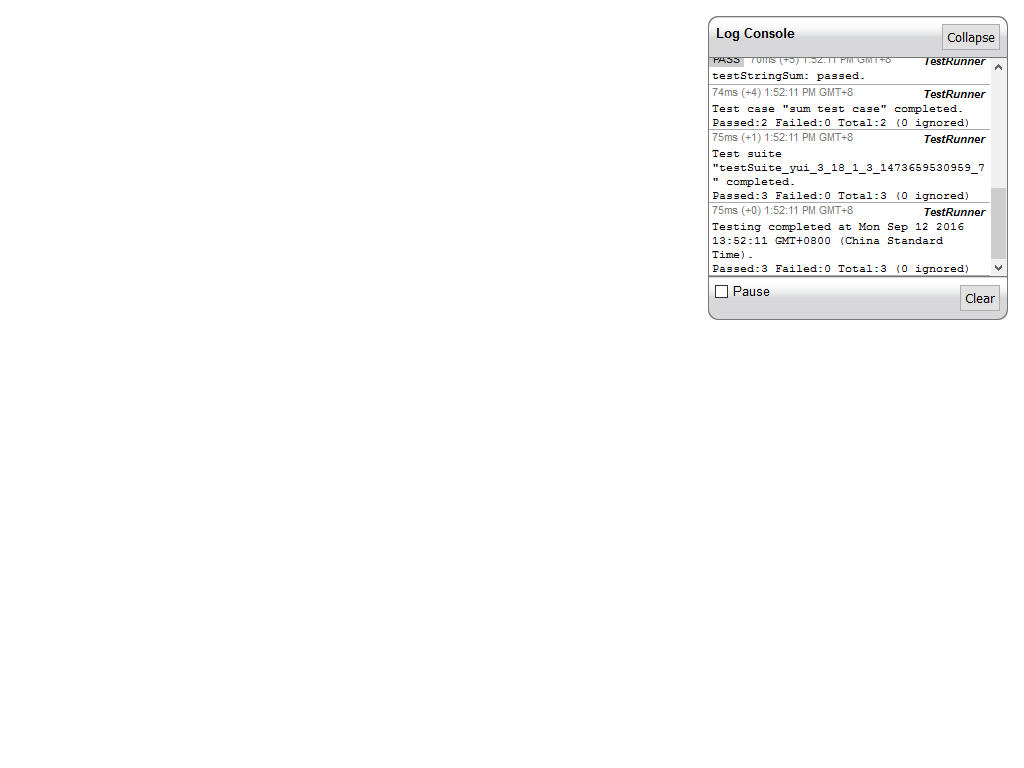 Log Console
Collapse
PASS 70ms (+5) 1:52:11 PM GMT+8 TestRunner
testStringSum: passed.
74ms (+4) 1:52:11 PM GMT+8 TestRunner
Test case "sum test case" completed.
Passed:2 Failed:0 Total:2 (0 ignored)
75ms (+1) 1:52:11 PM GMT+8 TestRunner
Test suite
"testSuite_yui_3_18_1_3_1473659530959_7
" completed.
Passed:3 Failed:0 Total:3 (0 ignored)
75ms (+0) 1:52:11 PM GMT+8 TestRunner
Testing completed at Mon Sep 12 2016
13:52:11 GMT+0800 (China Standard
Time).
Passed:3 Failed:0 Total:3 (0 ignored)
Pause
Clear